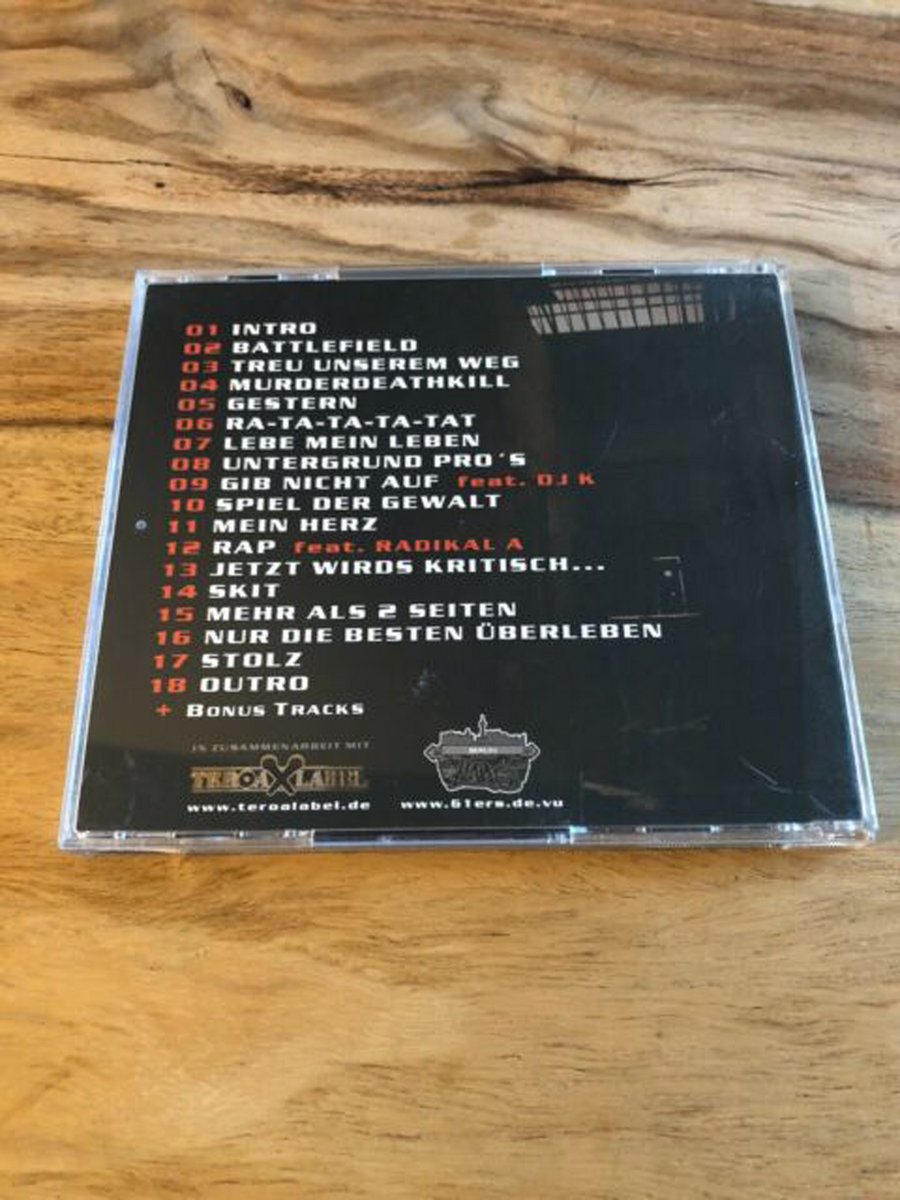 01 INTRO
02 BATTLEFIELD
03 TREU UNSEREM WEG
04 MURDERDEATHKILL
05 GESTERN
06 RA-TA-TA-TA-TAT
07 LEBE MEIN LEBEN
08 UNTERGRUND PRO´S
09 GIB NICHT AUF feat. DJ K
10 SPIEL DER GEWALT
11 MEIN HERZ
12 RAP feat. RADIKAL A
13 JETZT WIRDS KRITISCH...
14 SKIT
15 MEHR ALS 2 SEITEN
16 NUR DIE BESTEN ÜBERLEBEN
17 STOLZ
18 OUTRO
+ BONUS TRACKS
IN ZUSAMMENARBEIT MIT
TEROA LABEL
BERLIN
www.teroalabel.de www.61ers.de.vu